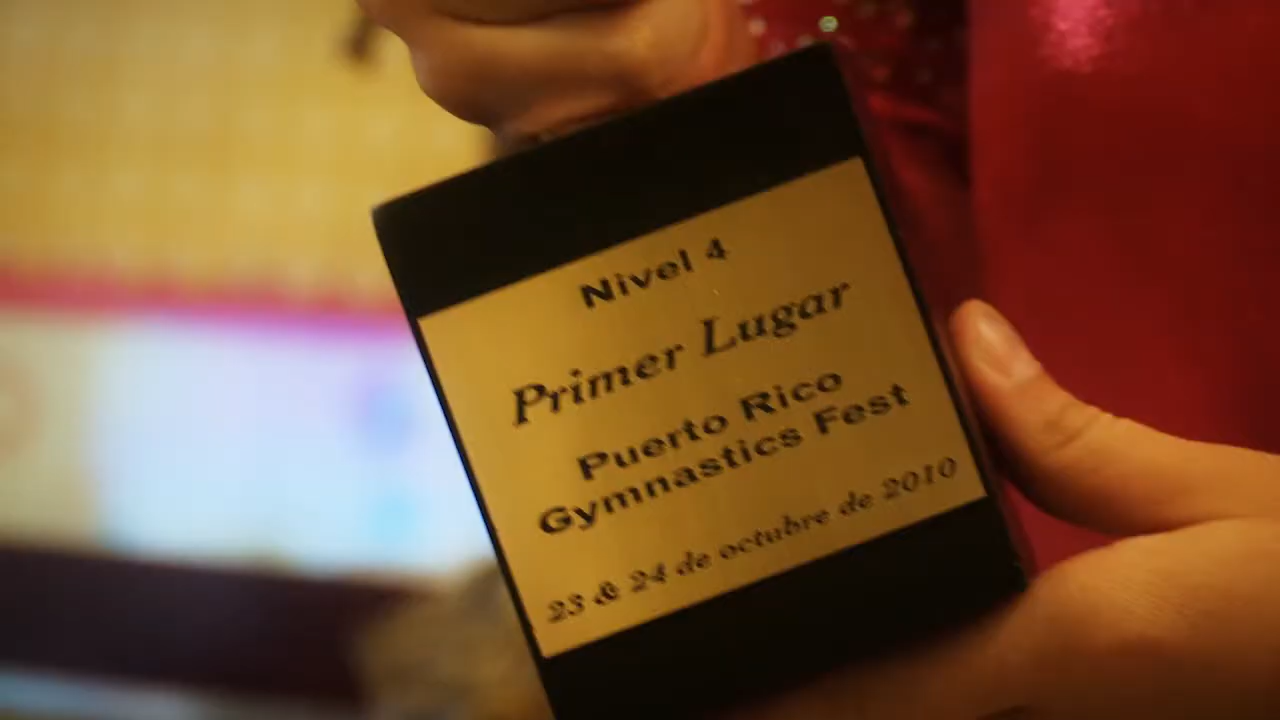 Nivel 4
Primer Lugar
Puerto Rico
Gymnastics Fest
23 & 24 de octubre de 2010